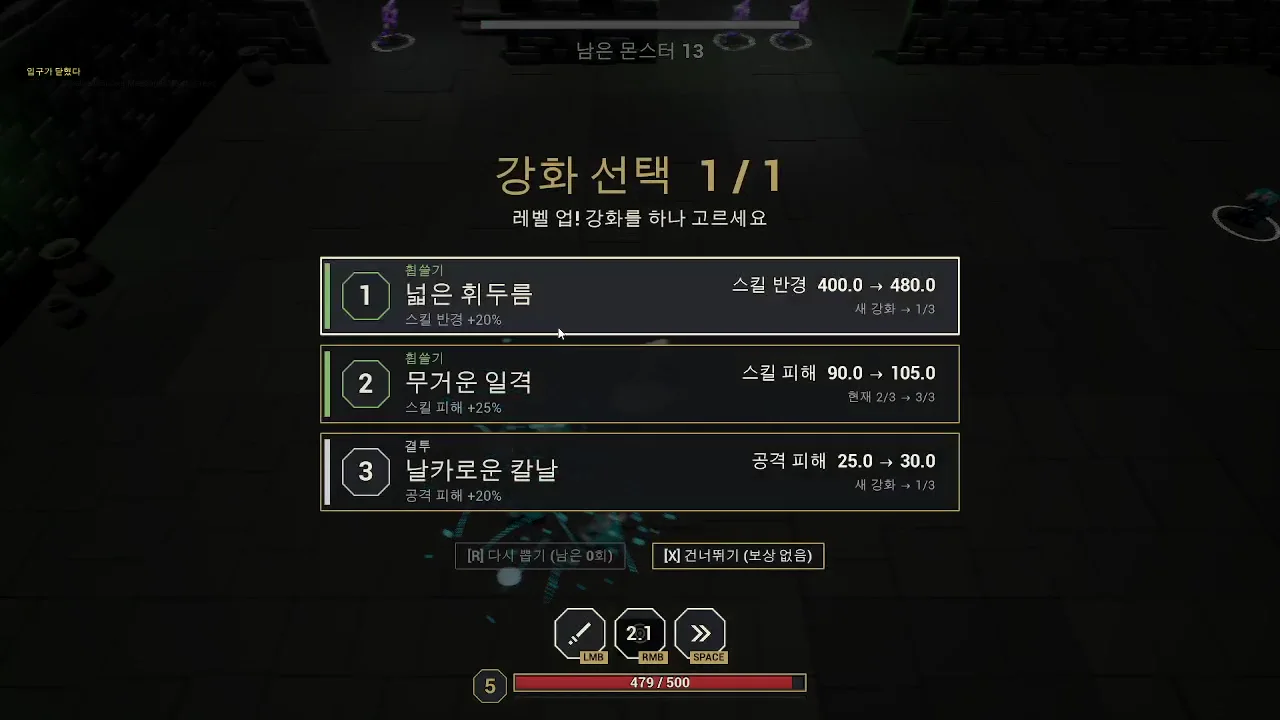 남은 몬스터 13
입구가 닫혔다
강화 선택 1 / 1
레벨 업! 강화를 하나 고르세요
1
휩쓸기
넓은 휘두름
스킬 반경 +20%
스킬 반경 400.0 → 480.0
새 강화 → 1/3
2
휩쓸기
무거운 일격
스킬 피해 +25%
스킬 피해 90.0 → 105.0
현재 2/3 → 3/3
3
결투
날카로운 칼날
공격 피해 +20%
공격 피해 25.0 → 30.0
새 강화 → 1/3
[R] 다시 뽑기 (남은 0회)
[X] 건너뛰기 (보상 없음)
2.1
LMB
RMB
SPACE
5
479 / 500